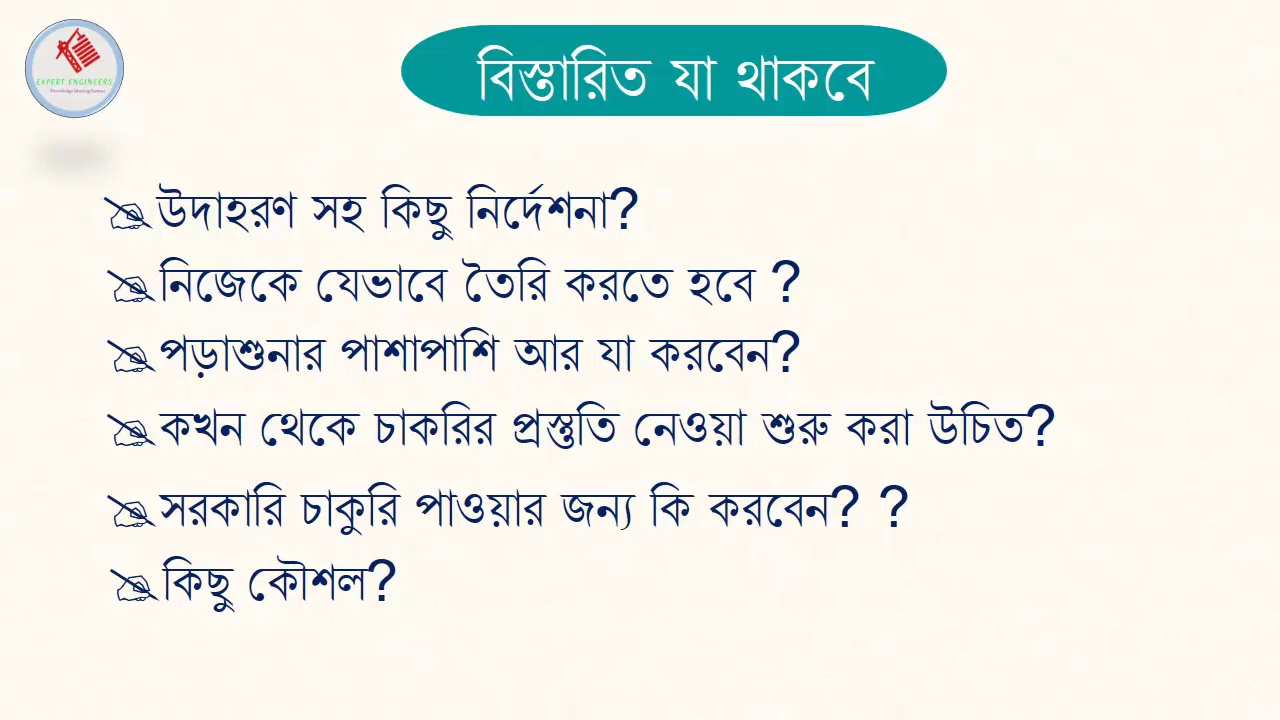 EXPERT ENGINEERS
বিস্তারিত যা থাকবে
উদাহরণ সহ কিছু নির্দেশনা?
নিজেকে যেভাবে তৈরি করতে হবে ?
পড়াশুনার পাশাপাশি আর যা করবেন?
কখন থেকে চাকরির প্রস্তুতি নেওয়া শুরু করা উচিত?
সরকারি চাকুরি পাওয়ার জন্য কি করবেন? ?
কিছু কৌশল?